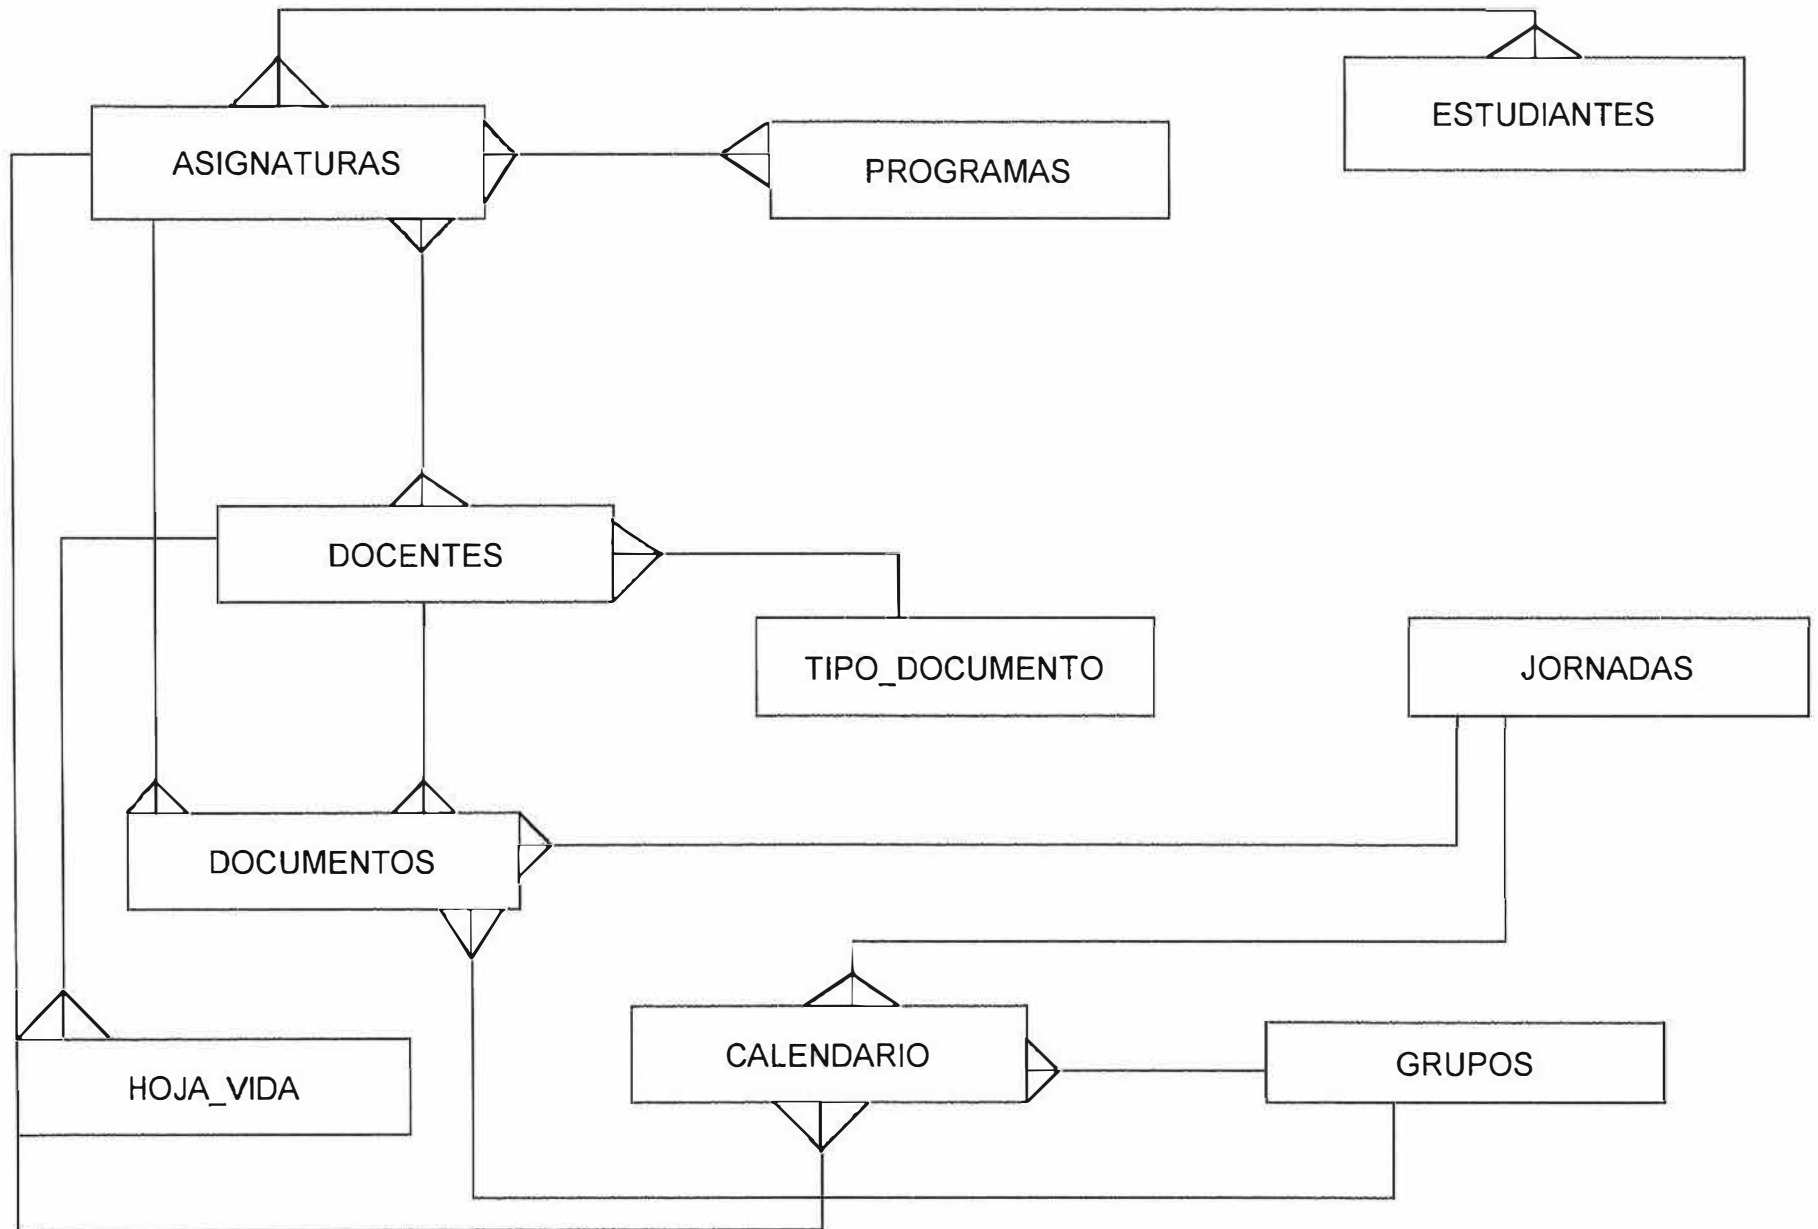 ESTUDIANTES
ASIGNATURAS
PROGRAMAS
DOCENTES
TIPO_DOCUMENTO
JORNADAS
DOCUMENTOS
CALENDARIO
GRUPOS
HOJA_VIDA